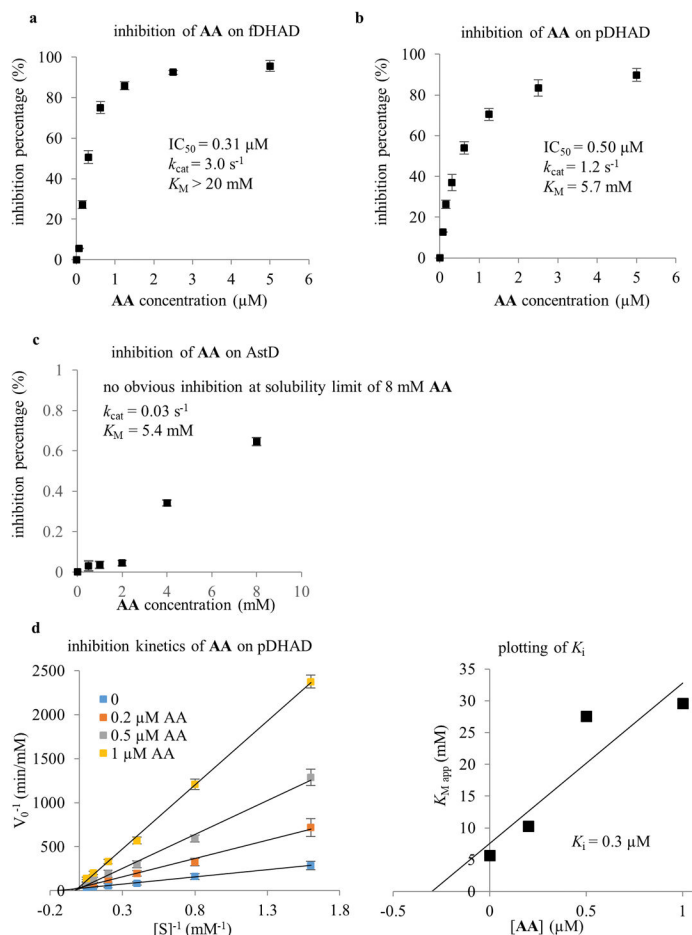 a
inhibition of AA on fDHAD
inhibition percentage (%)
100
80
60
40
20
0
IC50 = 0.31 µM
kcat = 3.0 s-1
KM > 20 mM
0 1 2 3 4 5 6
AA concentration (µM)
b
inhibition of AA on pDHAD
inhibition percentage (%)
100
80
60
40
20
0
IC50 = 0.50 µM
kcat = 1.2 s-1
KM = 5.7 mM
0 1 2 3 4 5 6
AA concentration (µM)
c
inhibition of AA on AstD
inhibition percentage (%)
1
0.8
0.6
0.4
0.2
0
no obvious inhibition at solubility limit of 8 mM AA
kcat = 0.03 s-1
KM = 5.4 mM
0 2 4 6 8 10
AA concentration (mM)
d
inhibition kinetics of AA on pDHAD
V0-1 (min/mM)
2500
2000
1500
1000
500
0
0
0.2 µM AA
0.5 µM AA
1 µM AA
-0.2 0.3 0.8 1.3 1.8
[S]-1 (mM-1)
plotting of Ki
KM app (mM)
35
30
25
20
15
10
5
0
Ki = 0.3 µM
-0.5 0 0.5 1
[AA] (µM)